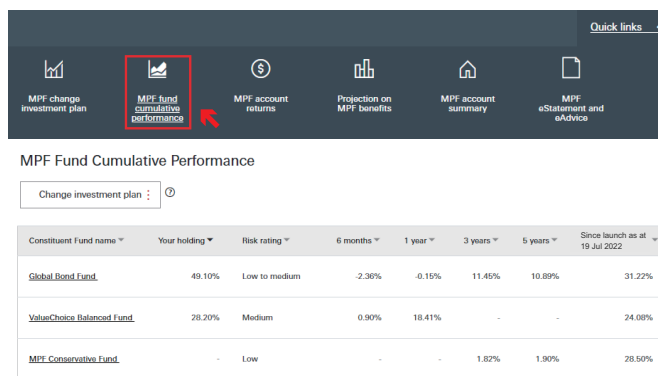 Quick links
MPF change
investment plan
MPF fund
cumulative
performance
MPF account
returns
Projection on
MPF benefits
MPF account
summary
MPF
eStatement and
eAdvice
MPF Fund Cumulative Performance
Change investment plan ?
Constituent Fund name Your holding Risk rating 6 months 1 year 3 years 5 years Since launch as at
19 Jul 2022
Global Bond Fund 49.10% Low to medium -2.36% -0.15% 11.45% 10.89% 31.22%
ValueChoice Balanced Fund 28.20% Medium 0.90% 18.41% - - 24.08%
MPF Conservative Fund - Low - - 1.82% 1.90% 28.50%